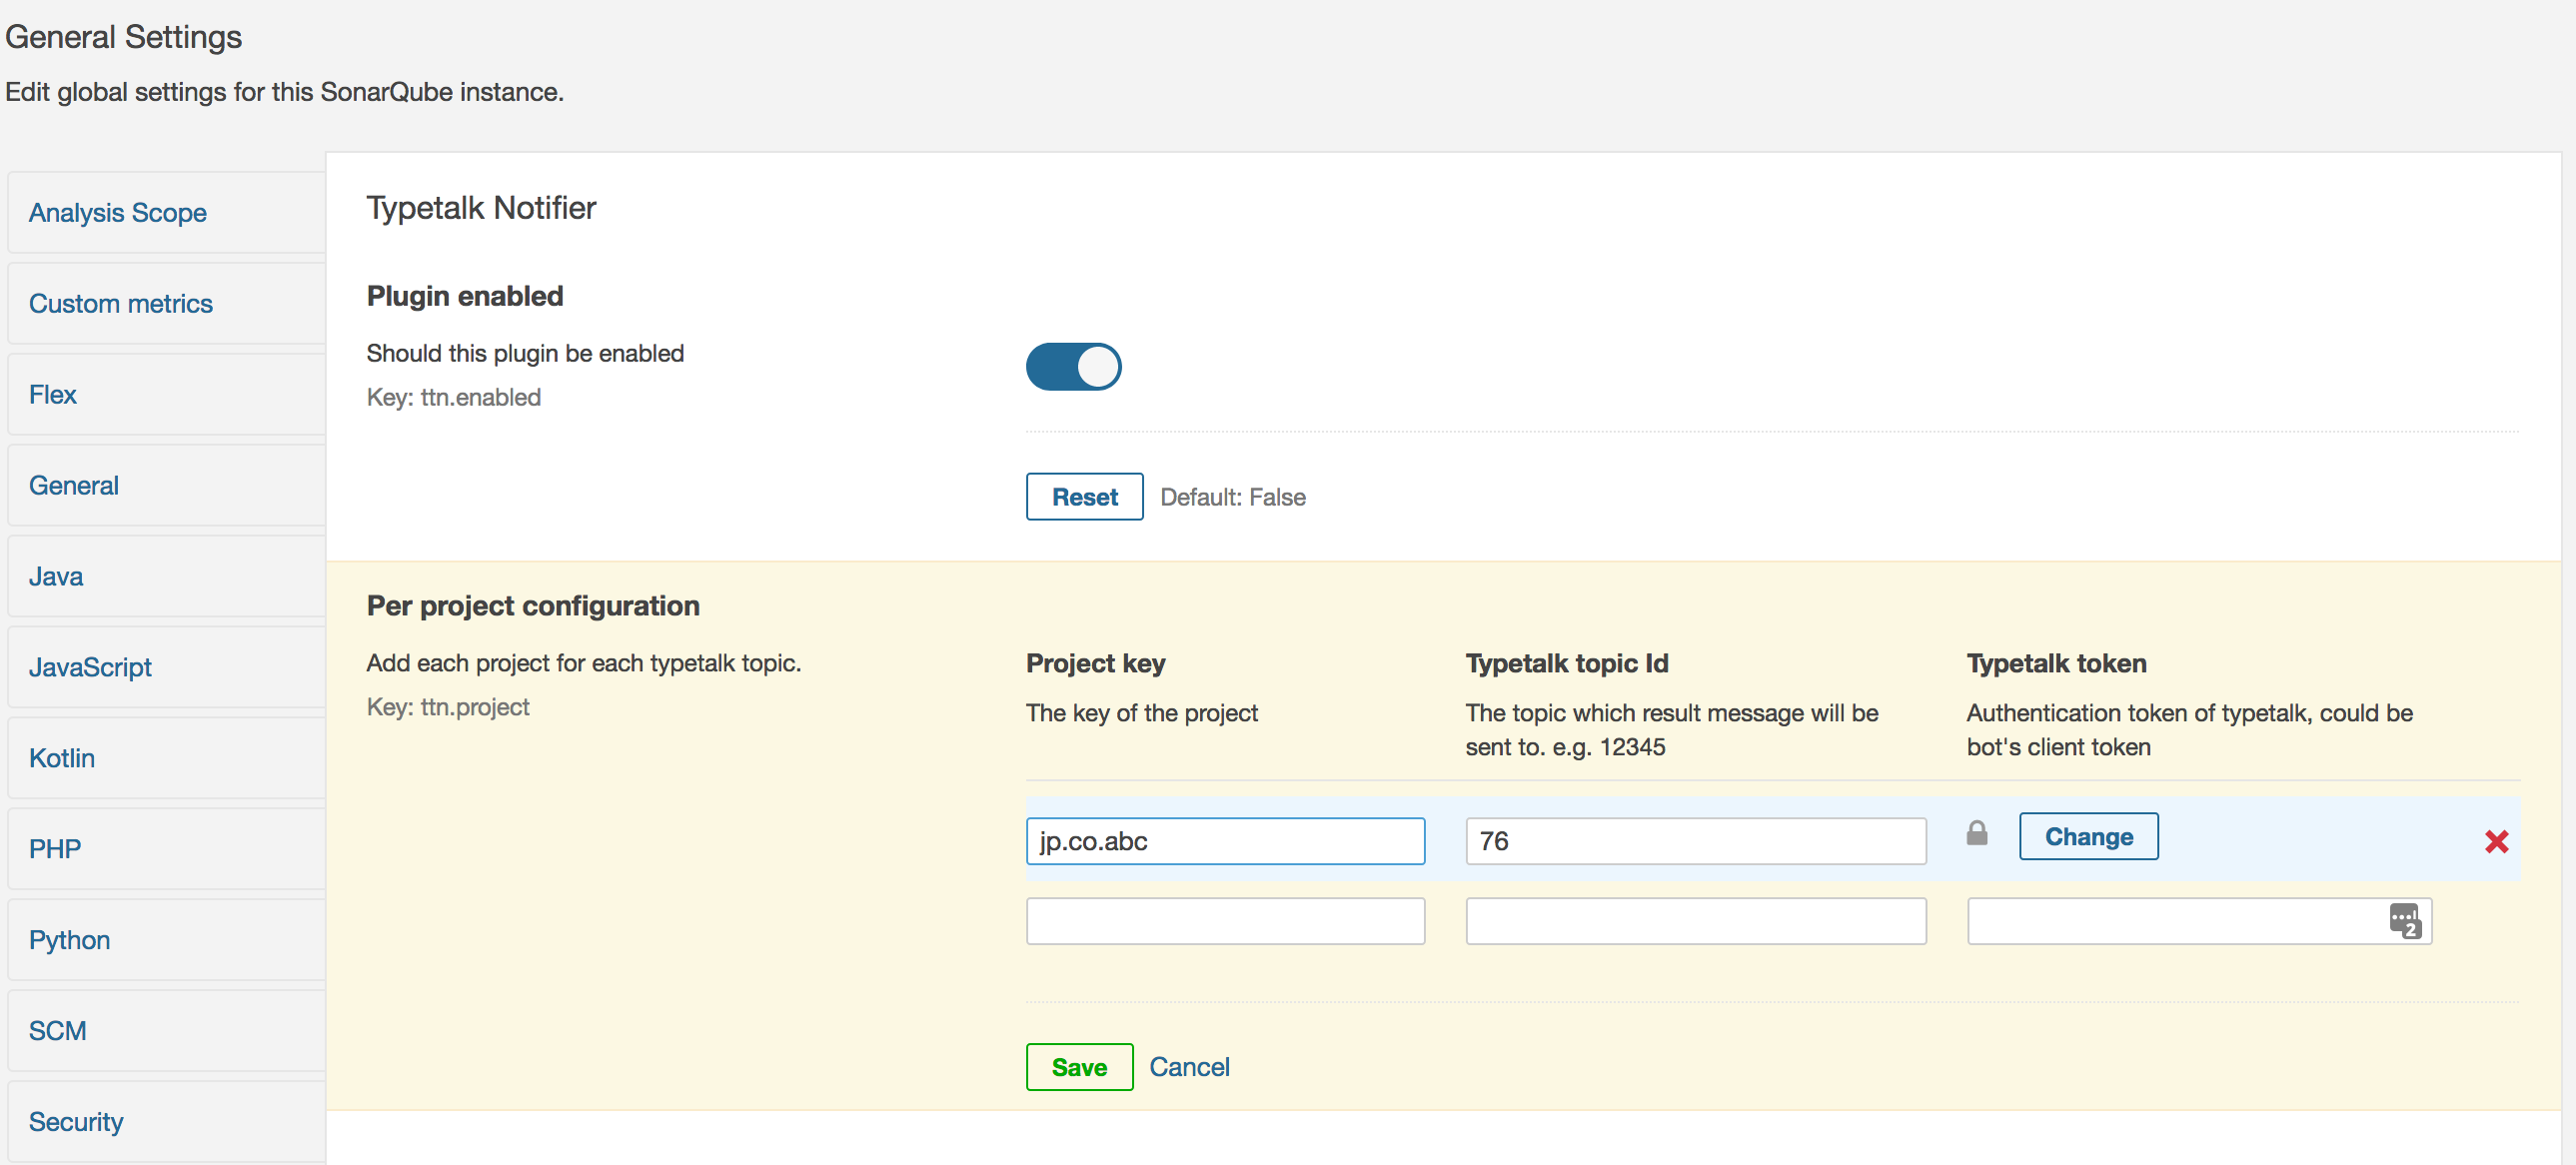 General Settings
Edit global settings for this SonarQube instance.
Analysis Scope
Custom metrics
Flex
General
Java
JavaScript
Kotlin
PHP
Python
SCM
Security
Typetalk Notifier
Plugin enabled
Should this plugin be enabled
Key: ttn.enabled
Reset Default: False
Per project configuration
Add each project for each typetalk topic.
Key: ttn.project
Project key
The key of the project
Typetalk topic Id
The topic which result message will be
sent to. e.g. 12345
Typetalk token
Authentication token of typetalk, could be
bot's client token
jp.co.abc 76 Change
2
Save Cancel